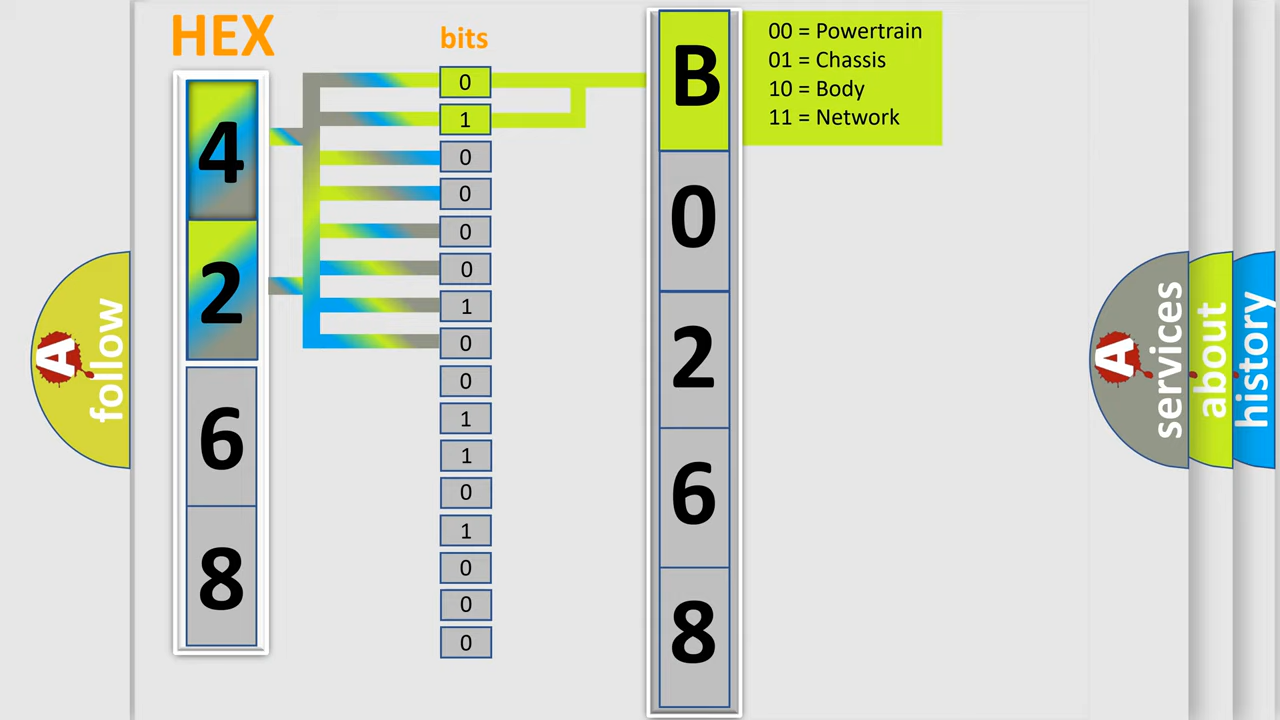 HEX
bits
4
2
6
8
0
1
0
0
0
0
1
0
0
1
1
0
1
0
0
0
B
0
2
6
8
00 = Powertrain
01 = Chassis
10 = Body
11 = Network
A
follow
A
services
about
history